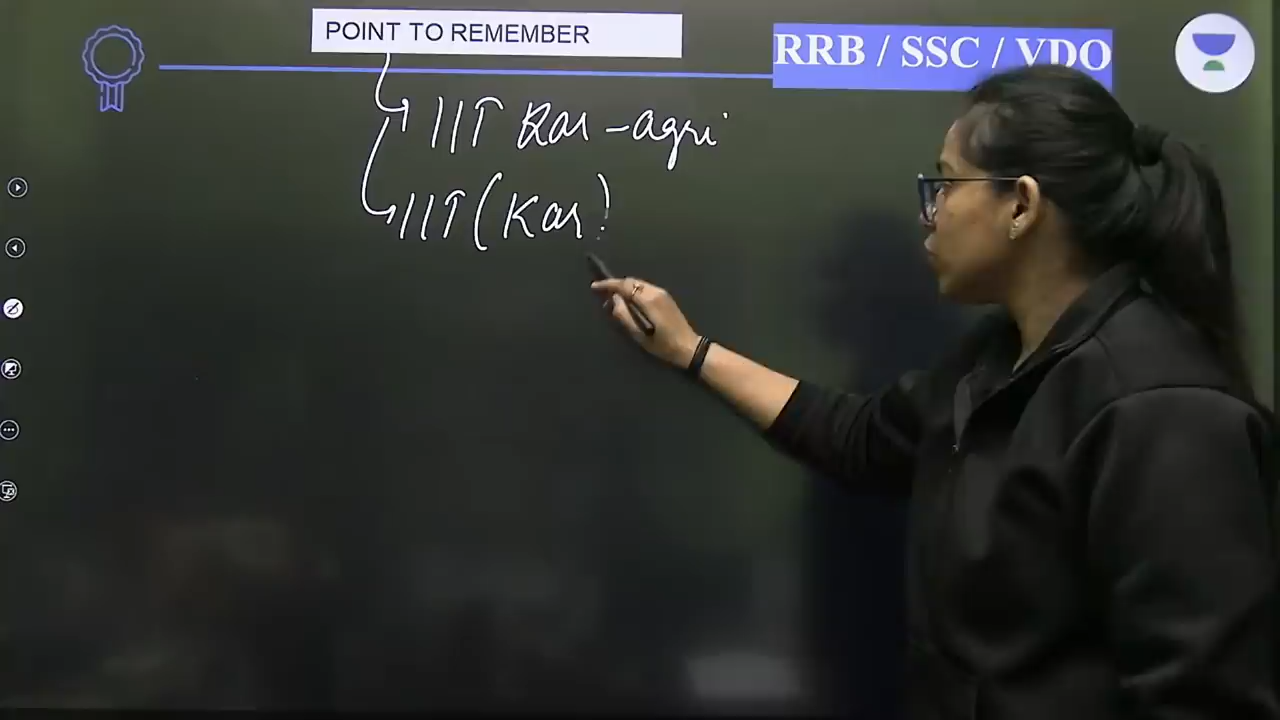 POINT TO REMEMBER
RRB / SSC / VDO
IIT Kar - agri
IIT (Kar)